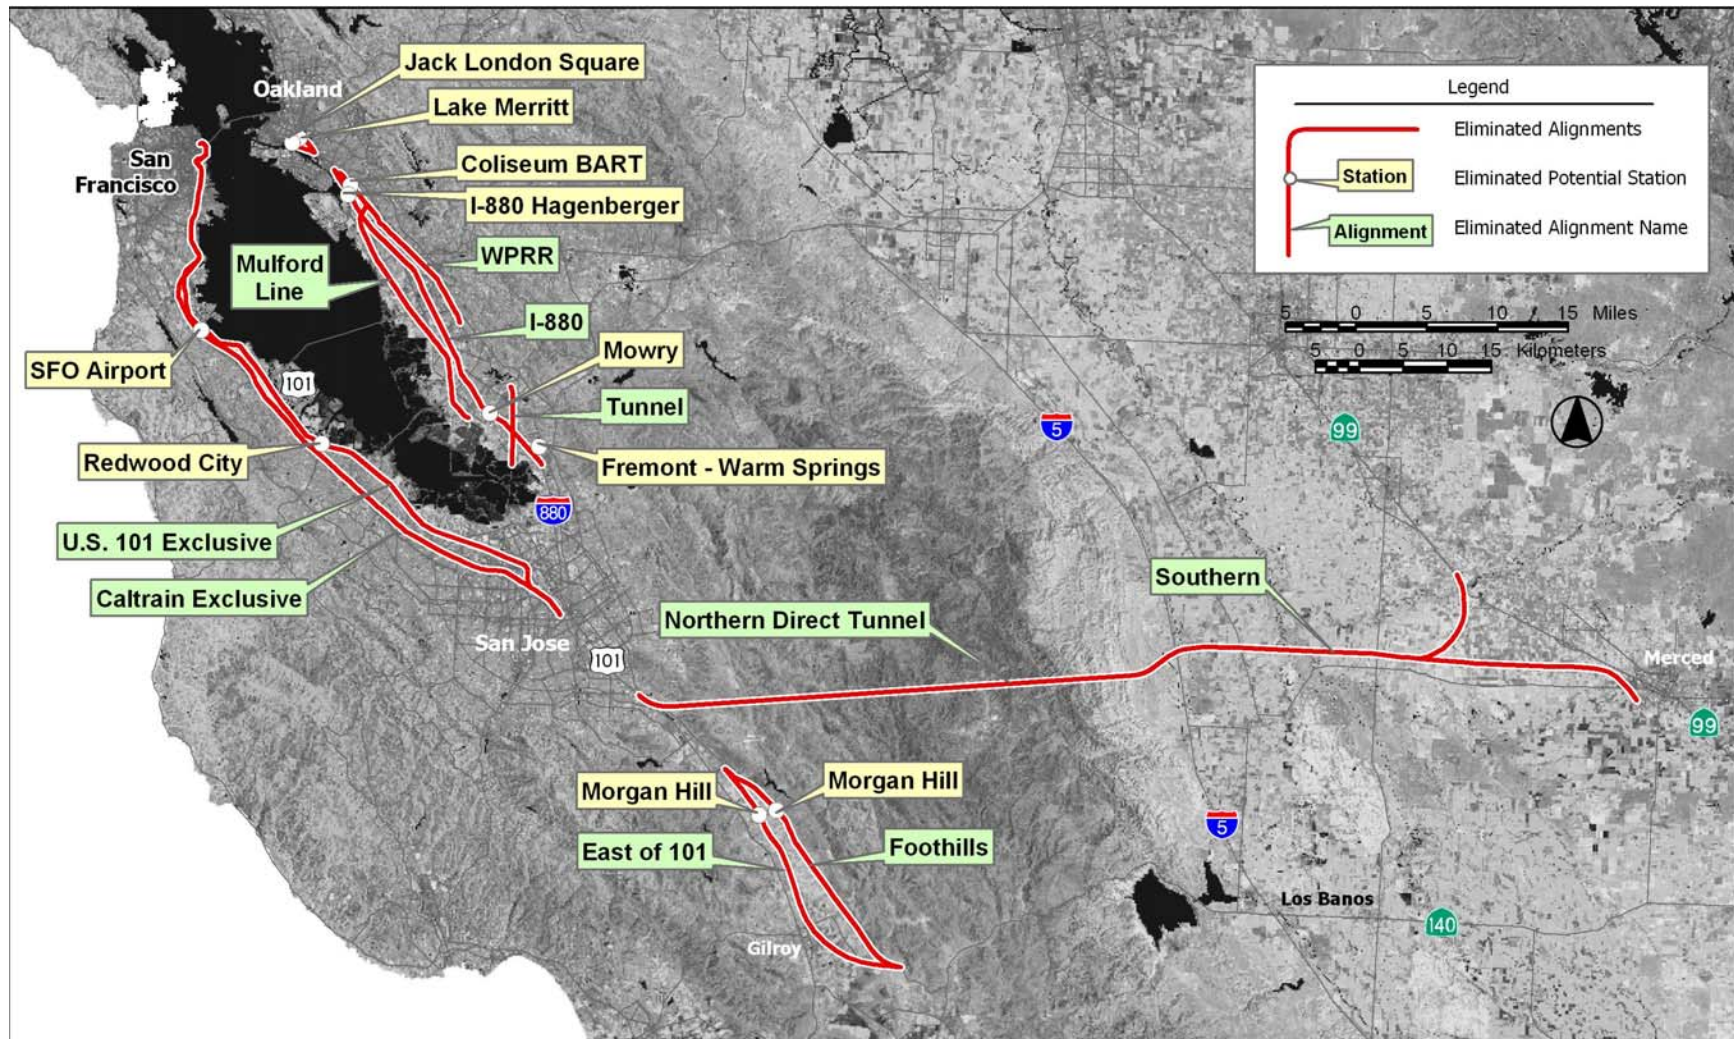 Jack London Square
Oakland
Lake Merritt
San
Francisco
Coliseum BART
I-880 Hagenberger
WPRR
Mulford
Line
I-880
Mowry
SFO Airport
101
Tunnel
Redwood City
Fremont - Warm Springs
880
U.S. 101 Exclusive
Caltrain Exclusive
San Jose
101
Northern Direct Tunnel
Southern
Merced
99
Morgan Hill
Morgan Hill
East of 101
Foothills
Gilroy
5
Los Banos
140
5
99
Legend
Eliminated Alignments
Station
Eliminated Potential Station
Alignment
Eliminated Alignment Name
5 0 5 10 15 Miles
5 0 5 10 15 Kilometers